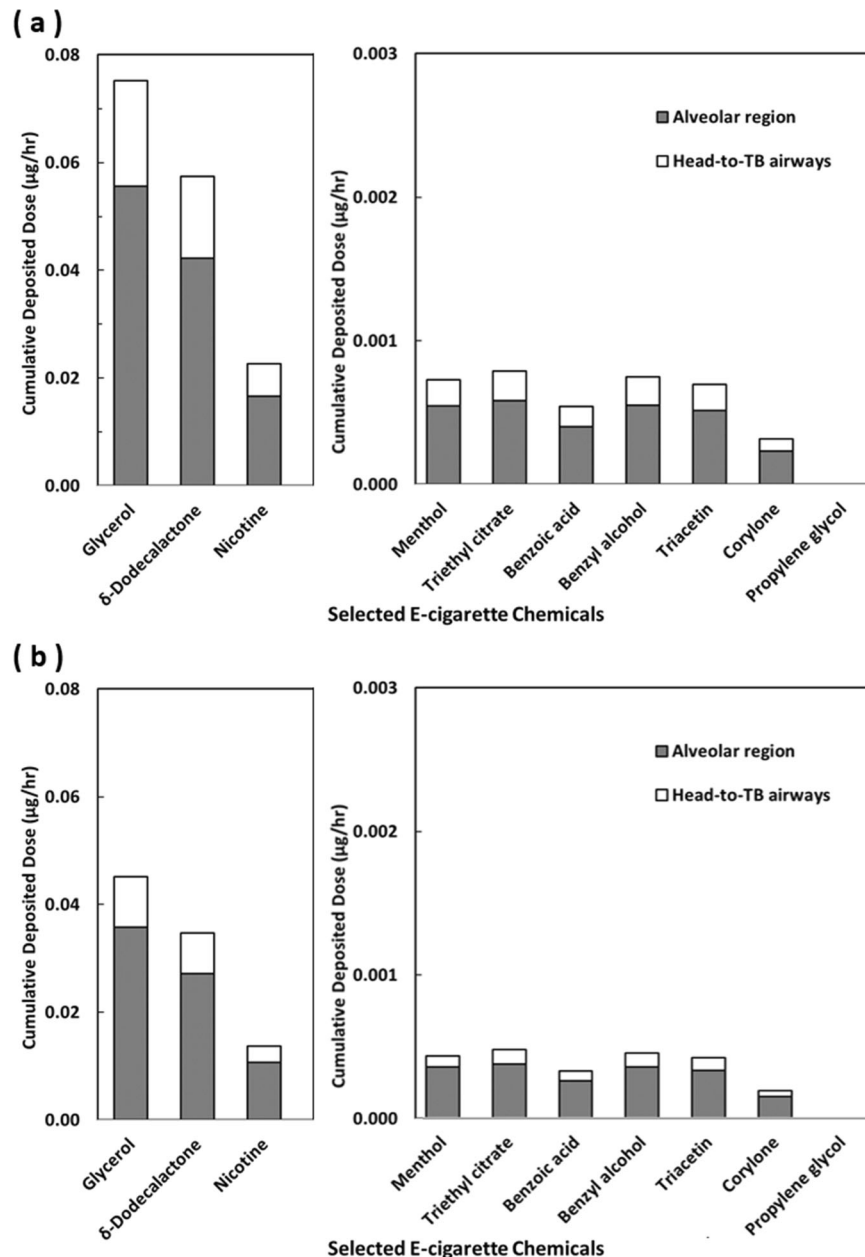 ( a )
Cumulative Deposited Dose (µg/hr)
0.08
0.06
0.04
0.02
0.00
Glycerol
δ-Dodecalactone
Nicotine
Cumulative Deposited Dose (µg/hr)
0.003
0.002
0.001
0.000
Alveolar region
Head-to-TB airways
Menthol
Triethyl citrate
Benzoic acid
Benzyl alcohol
Triacetin
Corylone
Propylene glycol
Selected E-cigarette Chemicals
( b )
Cumulative Deposited Dose (µg/hr)
0.08
0.06
0.04
0.02
0.00
Glycerol
δ-Dodecalactone
Nicotine
Cumulative Deposited Dose (µg/hr)
0.003
0.002
0.001
0.000
Alveolar region
Head-to-TB airways
Menthol
Triethyl citrate
Benzoic acid
Benzyl alcohol
Triacetin
Corylone
Propylene glycol
Selected E-cigarette Chemicals